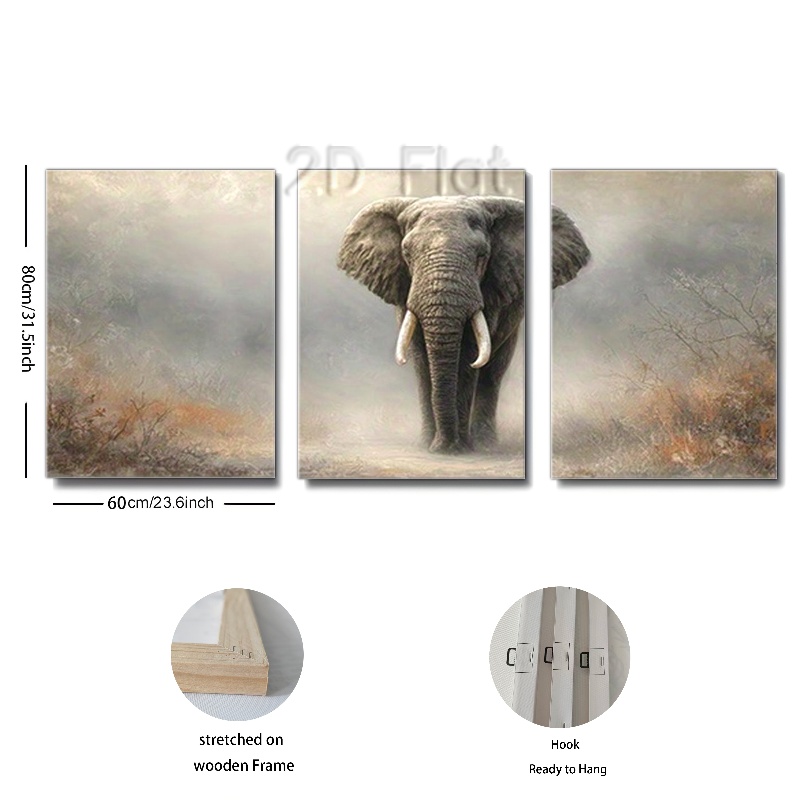 2D Flat
80cm/31.5inch
60cm/23.6inch
stretched on
wooden Frame
Hook
Ready to Hang